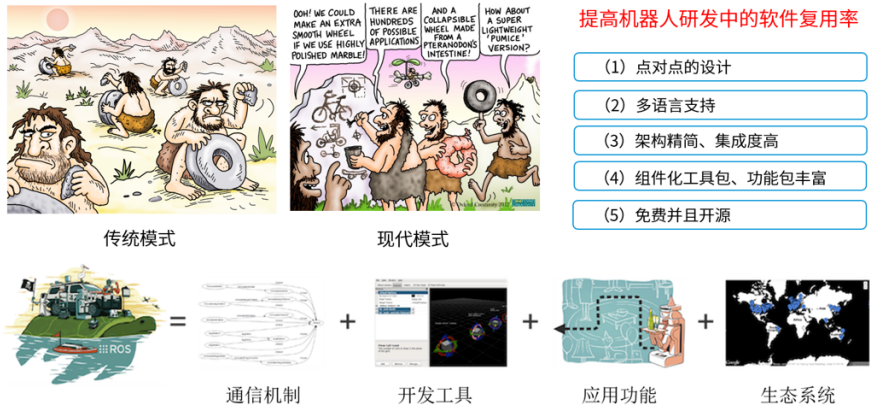 OOH! WE COULD
MAKE AN EXTRA
SMOOTH WHEEL
IF WE USE HIGHLY
POLISHED MARBLE!
THERE ARE
HUNDREDS
OF POSSIBLE
APPLICATIONS
AND A
COLLAPSIBLE
WHEEL MADE
FROM A
PTERANODON'S
INTESTINE!
HOW ABOUT
A SUPER
LIGHTWEIGHT
'PUMICE'
VERSION?
传统模式
现代模式
提高机器人研发中的软件复用率
（1）点对点的设计
（2）多语言支持
（3）架构精简、集成度高
（4）组件化工具包、功能包丰富
（5）免费并且开源
ROS
=
+
+
+
通信机制
开发工具
应用功能
生态系统